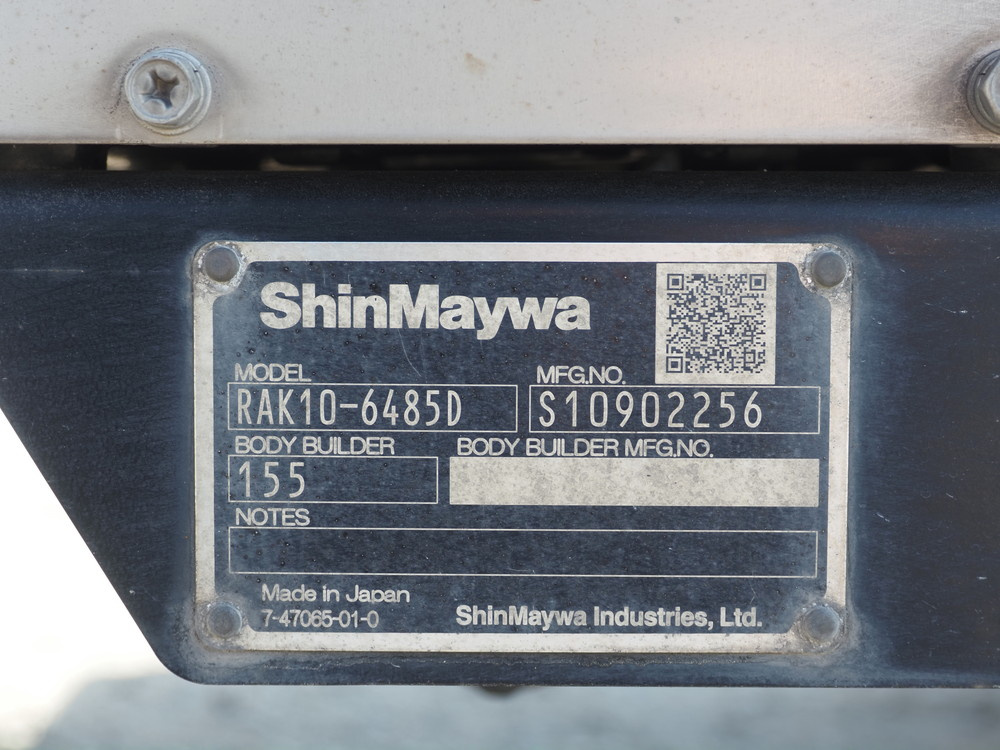 ShinMaywa
MODEL MFG.NO.
RAK10-6485D S10902256
BODY BUILDER BODY BUILDER MFG.NO.
155
NOTES
Made in Japan
7-47065-01-0 ShinMaywa Industries, Ltd.